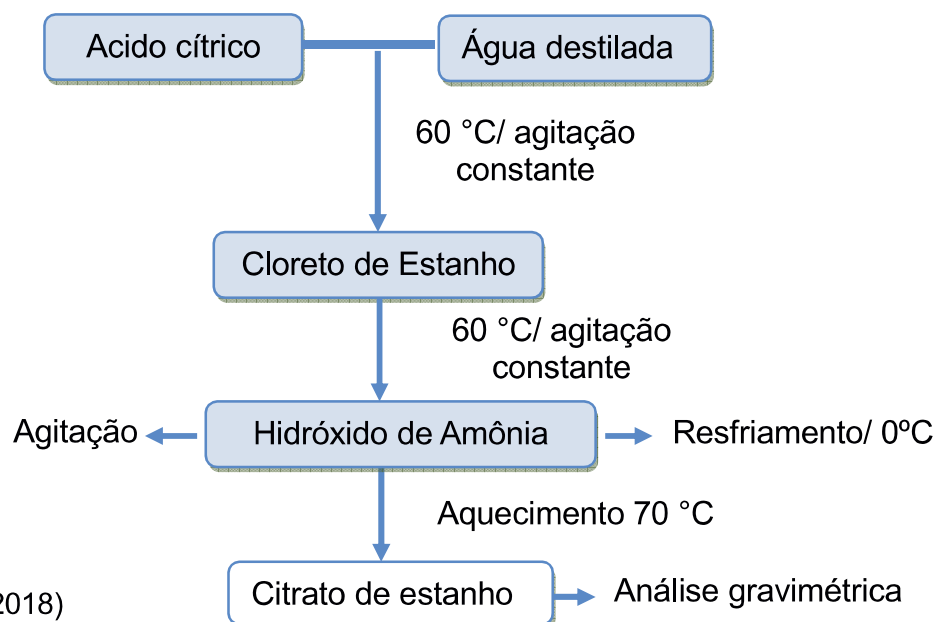 Acido cítrico
Água destilada
60 °C/ agitação
constante
Cloreto de Estanho
60 °C/ agitação
constante
Agitação
Hidróxido de Amônia
Resfriamento/ 0ºC
Aquecimento 70 °C
Citrato de estanho
Análise gravimétrica
2018)